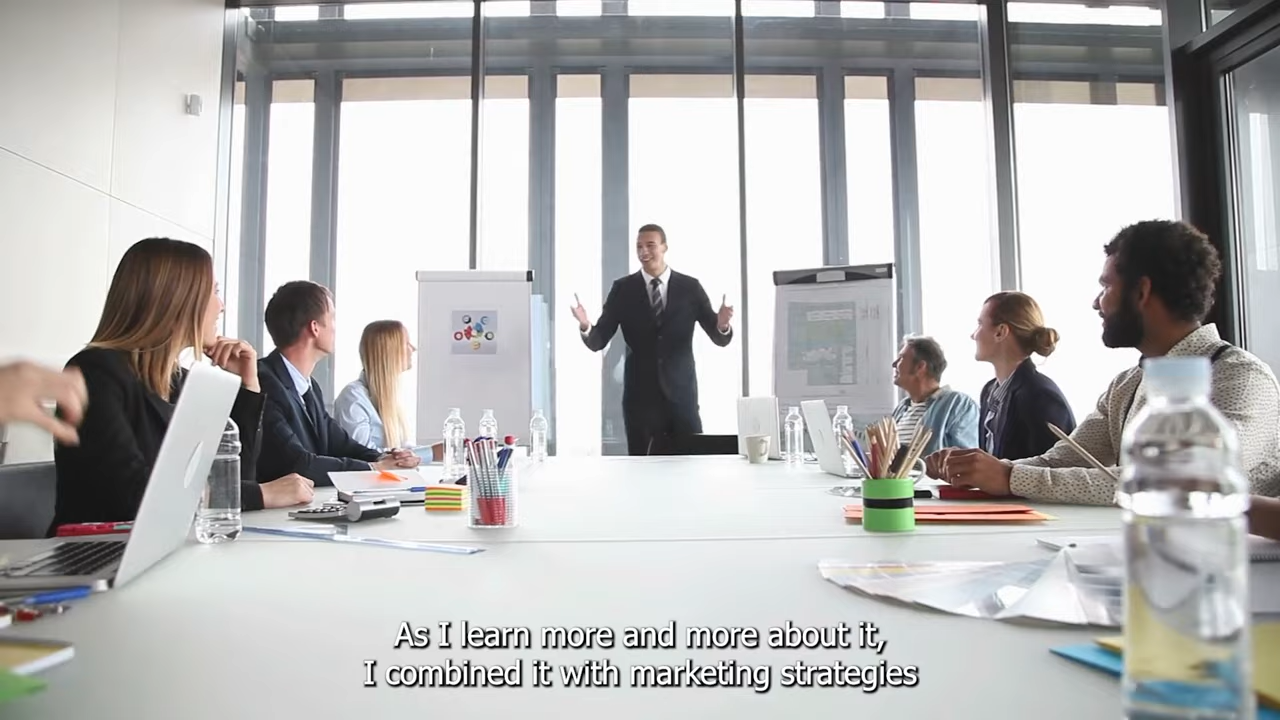 As I learn more and more about it,
I combined it with marketing strategies